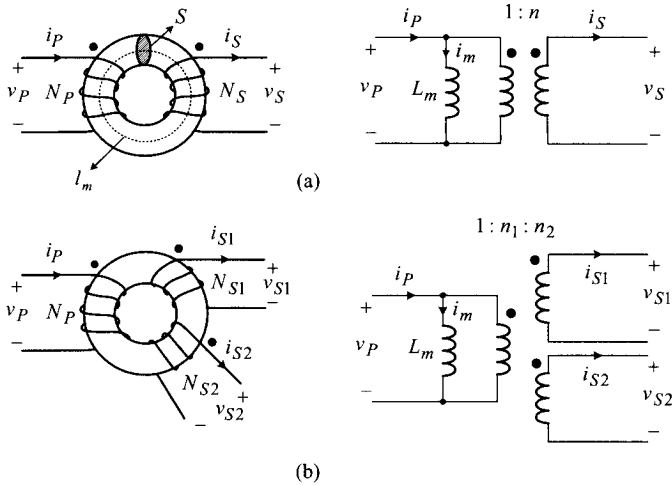 S
i_P
i_S
+
+
v_P
N_P
N_S
v_S
−
−
l_m
1 : n
i_P
i_S
+
i_m
+
v_P
L_m
v_S
−
−
(a)
i_P
i_S1
+
N_S1
+
v_P
N_P
v_S1
−
−
i_S2
N_S2
+
v_S2
−
1 : n_1 : n_2
i_P
i_S1
+
i_m
+
v_P
L_m
v_S1
−
−
i_S2
+
v_S2
−
(b)